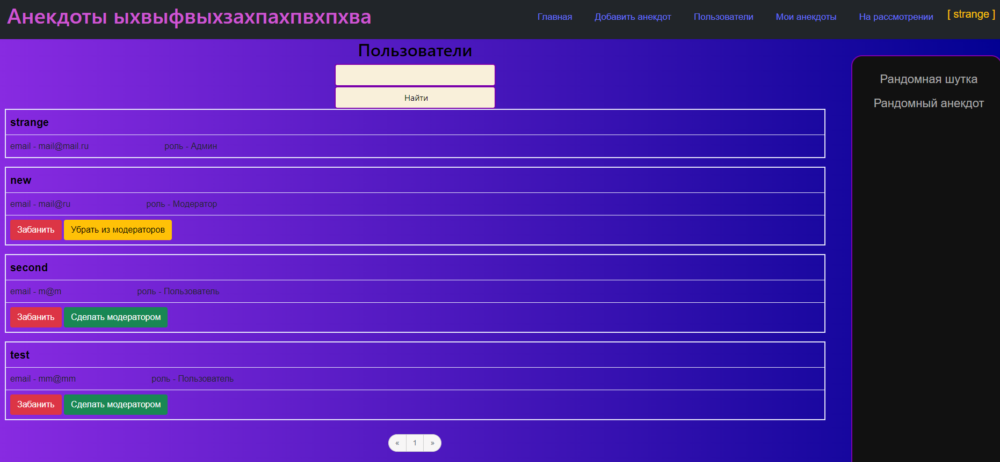 Анекдоты ыхвыфвыхзахпахпвхпхва
Главная Добавить анекдот Пользователи Мои анекдоты На рассмотрении [ strange ]
Пользователи
Найти
Рандомная шутка
Рандомный анекдот
strange
email - mail@mail.ru роль - Админ
new
email - mail@ru роль - Модератор
Забанить Убрать из модераторов
second
email - m@m роль - Пользователь
Забанить Сделать модератором
test
email - mm@mm роль - Пользователь
Забанить Сделать модератором
« 1 »